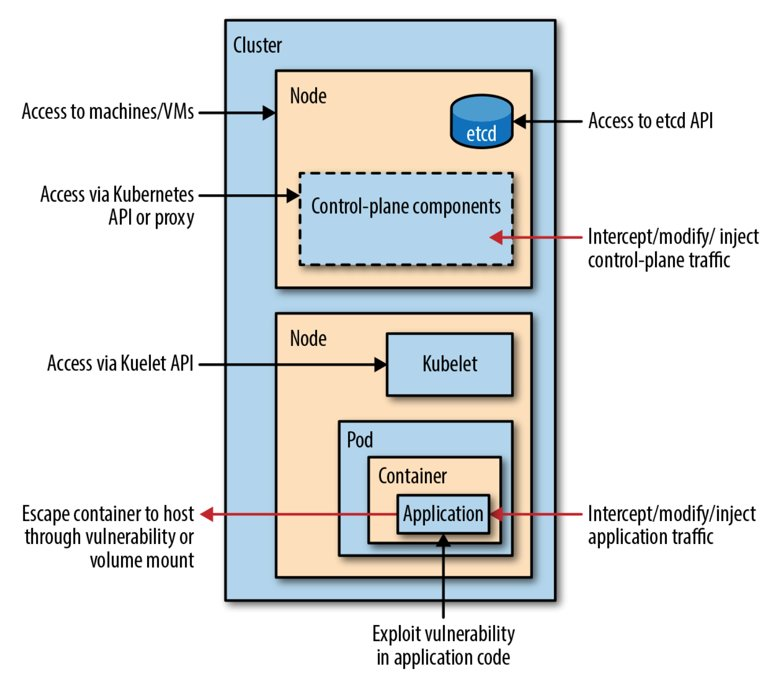 Cluster
Node
Access to machines/VMs
etcd
Access to etcd API
Access via Kubernetes
API or proxy
Control-plane components
Intercept/modify/ inject
control-plane traffic
Node
Access via Kuelet API
Kubelet
Pod
Container
Application
Escape container to host
through vulnerability or
volume mount
Intercept/modify/inject
application traffic
Exploit vulnerability
in application code